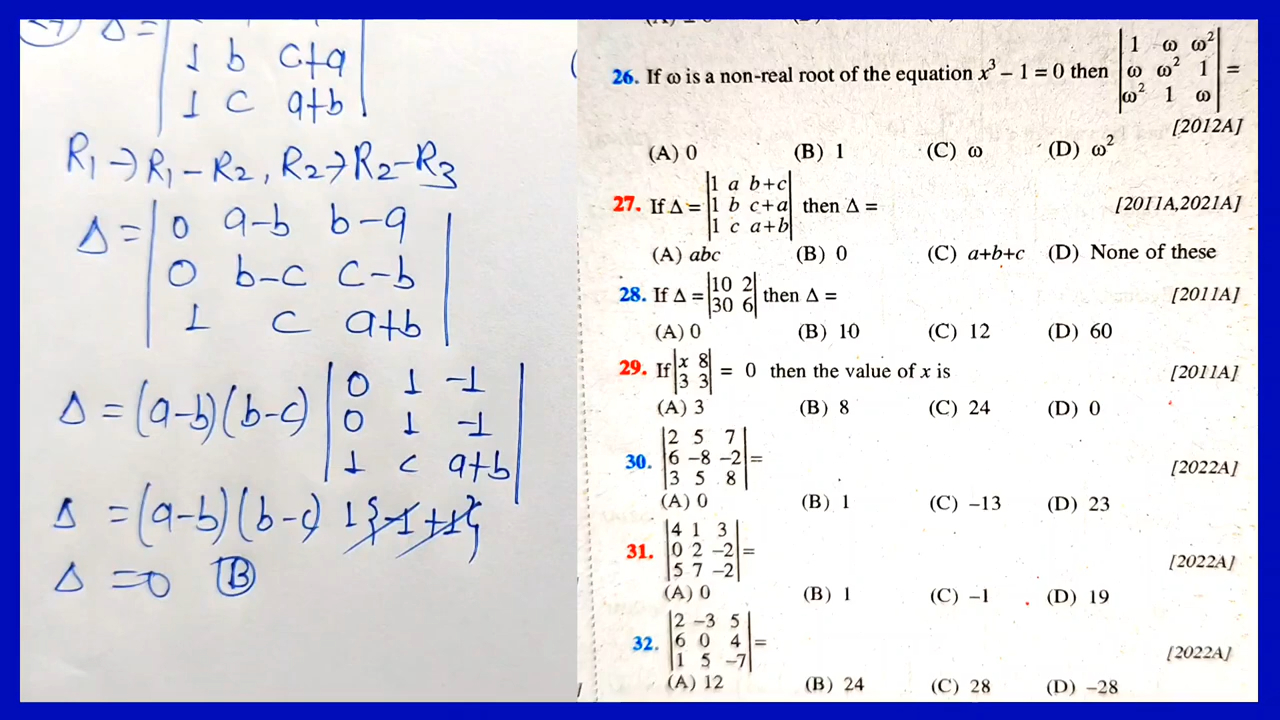 Δ =
1 b c+a
1 c a+b
R1 → R1 – R2, R2 → R2 – R3
Δ = | 0 a–b b–a |
| 0 b–c c–b |
| 1 c a+b |
Δ = (a–b)(b–c) | 0 1 –1 |
| 0 1 –1 |
| 1 c a+b |
Δ = (a–b)(b–c) 1{–1+1}
Δ = 0 (B)
26. If ω is a non-real root of the equation x³ – 1 = 0 then | 1 ω ω² |
| ω ω² 1 | =
| ω² 1 ω |
[2012A]
(A) 0 (B) 1 (C) ω (D) ω²
27. If Δ = | 1 a b+c |
| 1 b c+a | then Δ = [2011A,2021A]
| 1 c a+b |
(A) abc (B) 0 (C) a+b+c (D) None of these
28. If Δ = | 10 2 |
| 30 6 | then Δ = [2011A]
(A) 0 (B) 10 (C) 12 (D) 60
29. If | x 8 |
| 3 3 | = 0 then the value of x is [2011A]
(A) 3 (B) 8 (C) 24 (D) 0
30. | 2 5 7 |
| 6 –8 –2 | = [2022A]
| 3 5 8 |
(A) 0 (B) 1 (C) –13 (D) 23
31. | 4 1 3 |
| 0 2 –2 | = [2022A]
| 5 7 –2 |
(A) 0 (B) 1 (C) –1 (D) 19
32. | 2 –3 5 |
| 6 0 4 | = [2022A]
| 1 5 –7 |
(A) 12 (B) 24 (C) 28 (D) –28